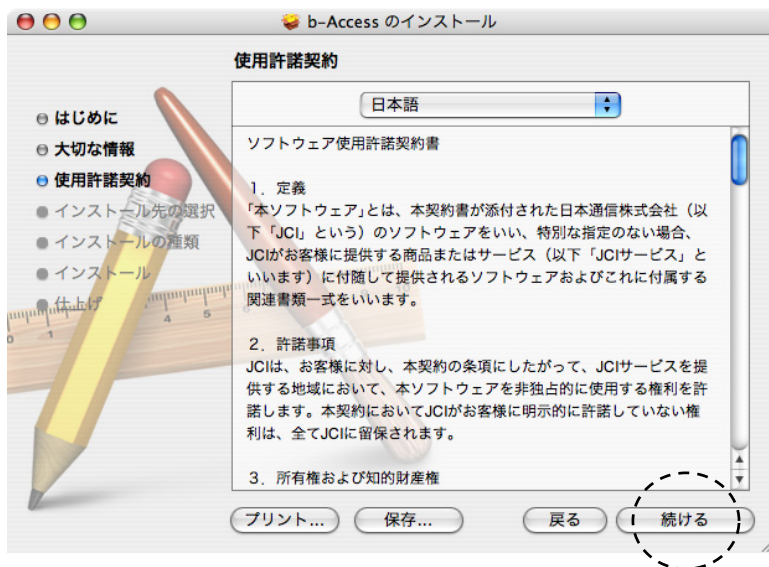 b-Access のインストール
使用許諾契約
はじめに
大切な情報
使用許諾契約
インストール先の選択
インストールの種類
インストール
仕上げ
日本語
ソフトウェア使用許諾契約書
1．定義
「本ソフトウェア」とは、本契約書が添付された日本通信株式会社（以
下「JCI」という）のソフトウェアをいい、特別な指定のない場合、
JCIがお客様に提供する商品またはサービス（以下「JCIサービス」と
いいます）に付随して提供されるソフトウェアおよびこれに付属する
関連書類一式をいいます。
2．許諾事項
JCIは、お客様に対し、本契約の条項にしたがって、JCIサービスを提
供する地域において、本ソフトウェアを非独占的に使用する権利を許
諾します。本契約においてJCIがお客様に明示的に許諾していない権
利は、全てJCIに留保されます。
3．所有権および知的財産権
プリント...
保存...
戻る
続ける
0 1 4 5